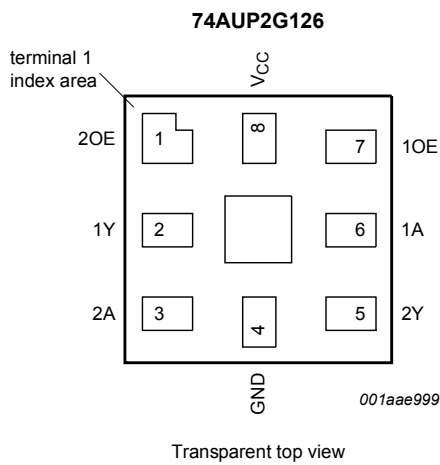 74AUP2G126
terminal 1
index area
VCC
2OE 1 8 7 1OE
1Y 2 6 1A
2A 3 4 5 2Y
GND
001aae999
Transparent top view